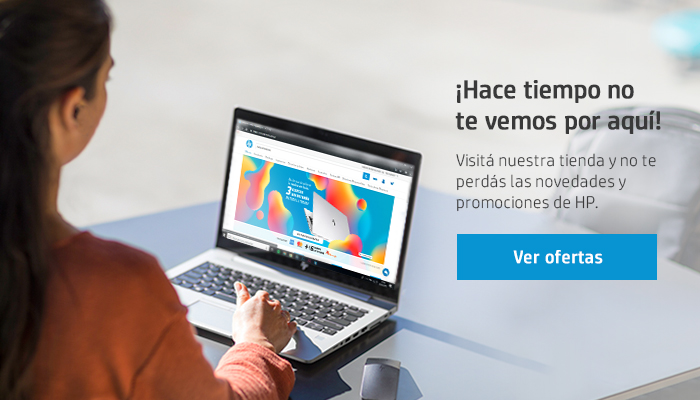 ¡Hace tiempo no
te vemos por aquí!
Visitá nuestra tienda y no te
perdás las novedades y
promociones de HP.
Ver ofertas